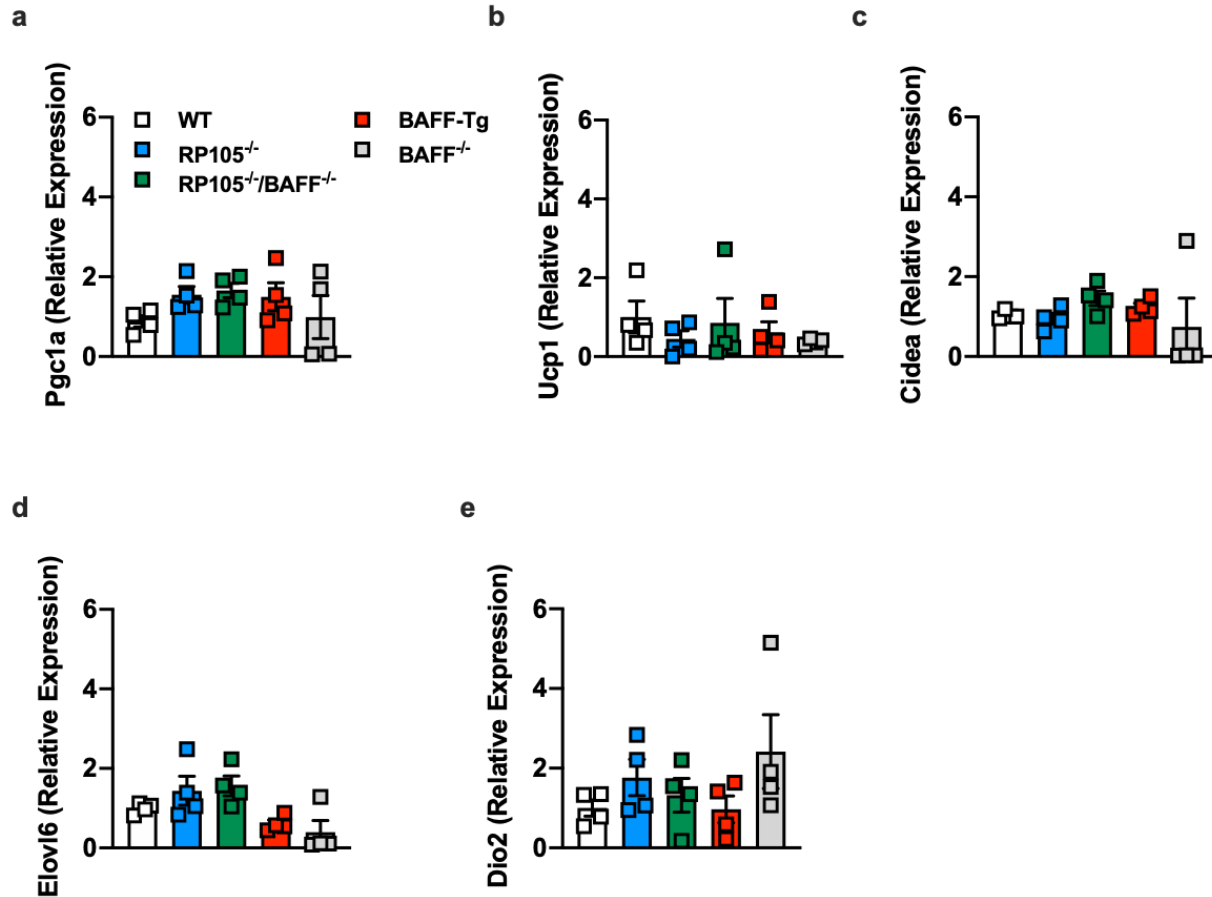 a
b
c
Pgc1a (Relative Expression)
6
4
2
0
WT
RP105-/-
RP105-/-/BAFF-/-
BAFF-Tg
BAFF-/-
Ucp1 (Relative Expression)
6
4
2
0
Cidea (Relative Expression)
6
4
2
0
d
e
Elovl6 (Relative Expression)
6
4
2
0
Dio2 (Relative Expression)
6
4
2
0